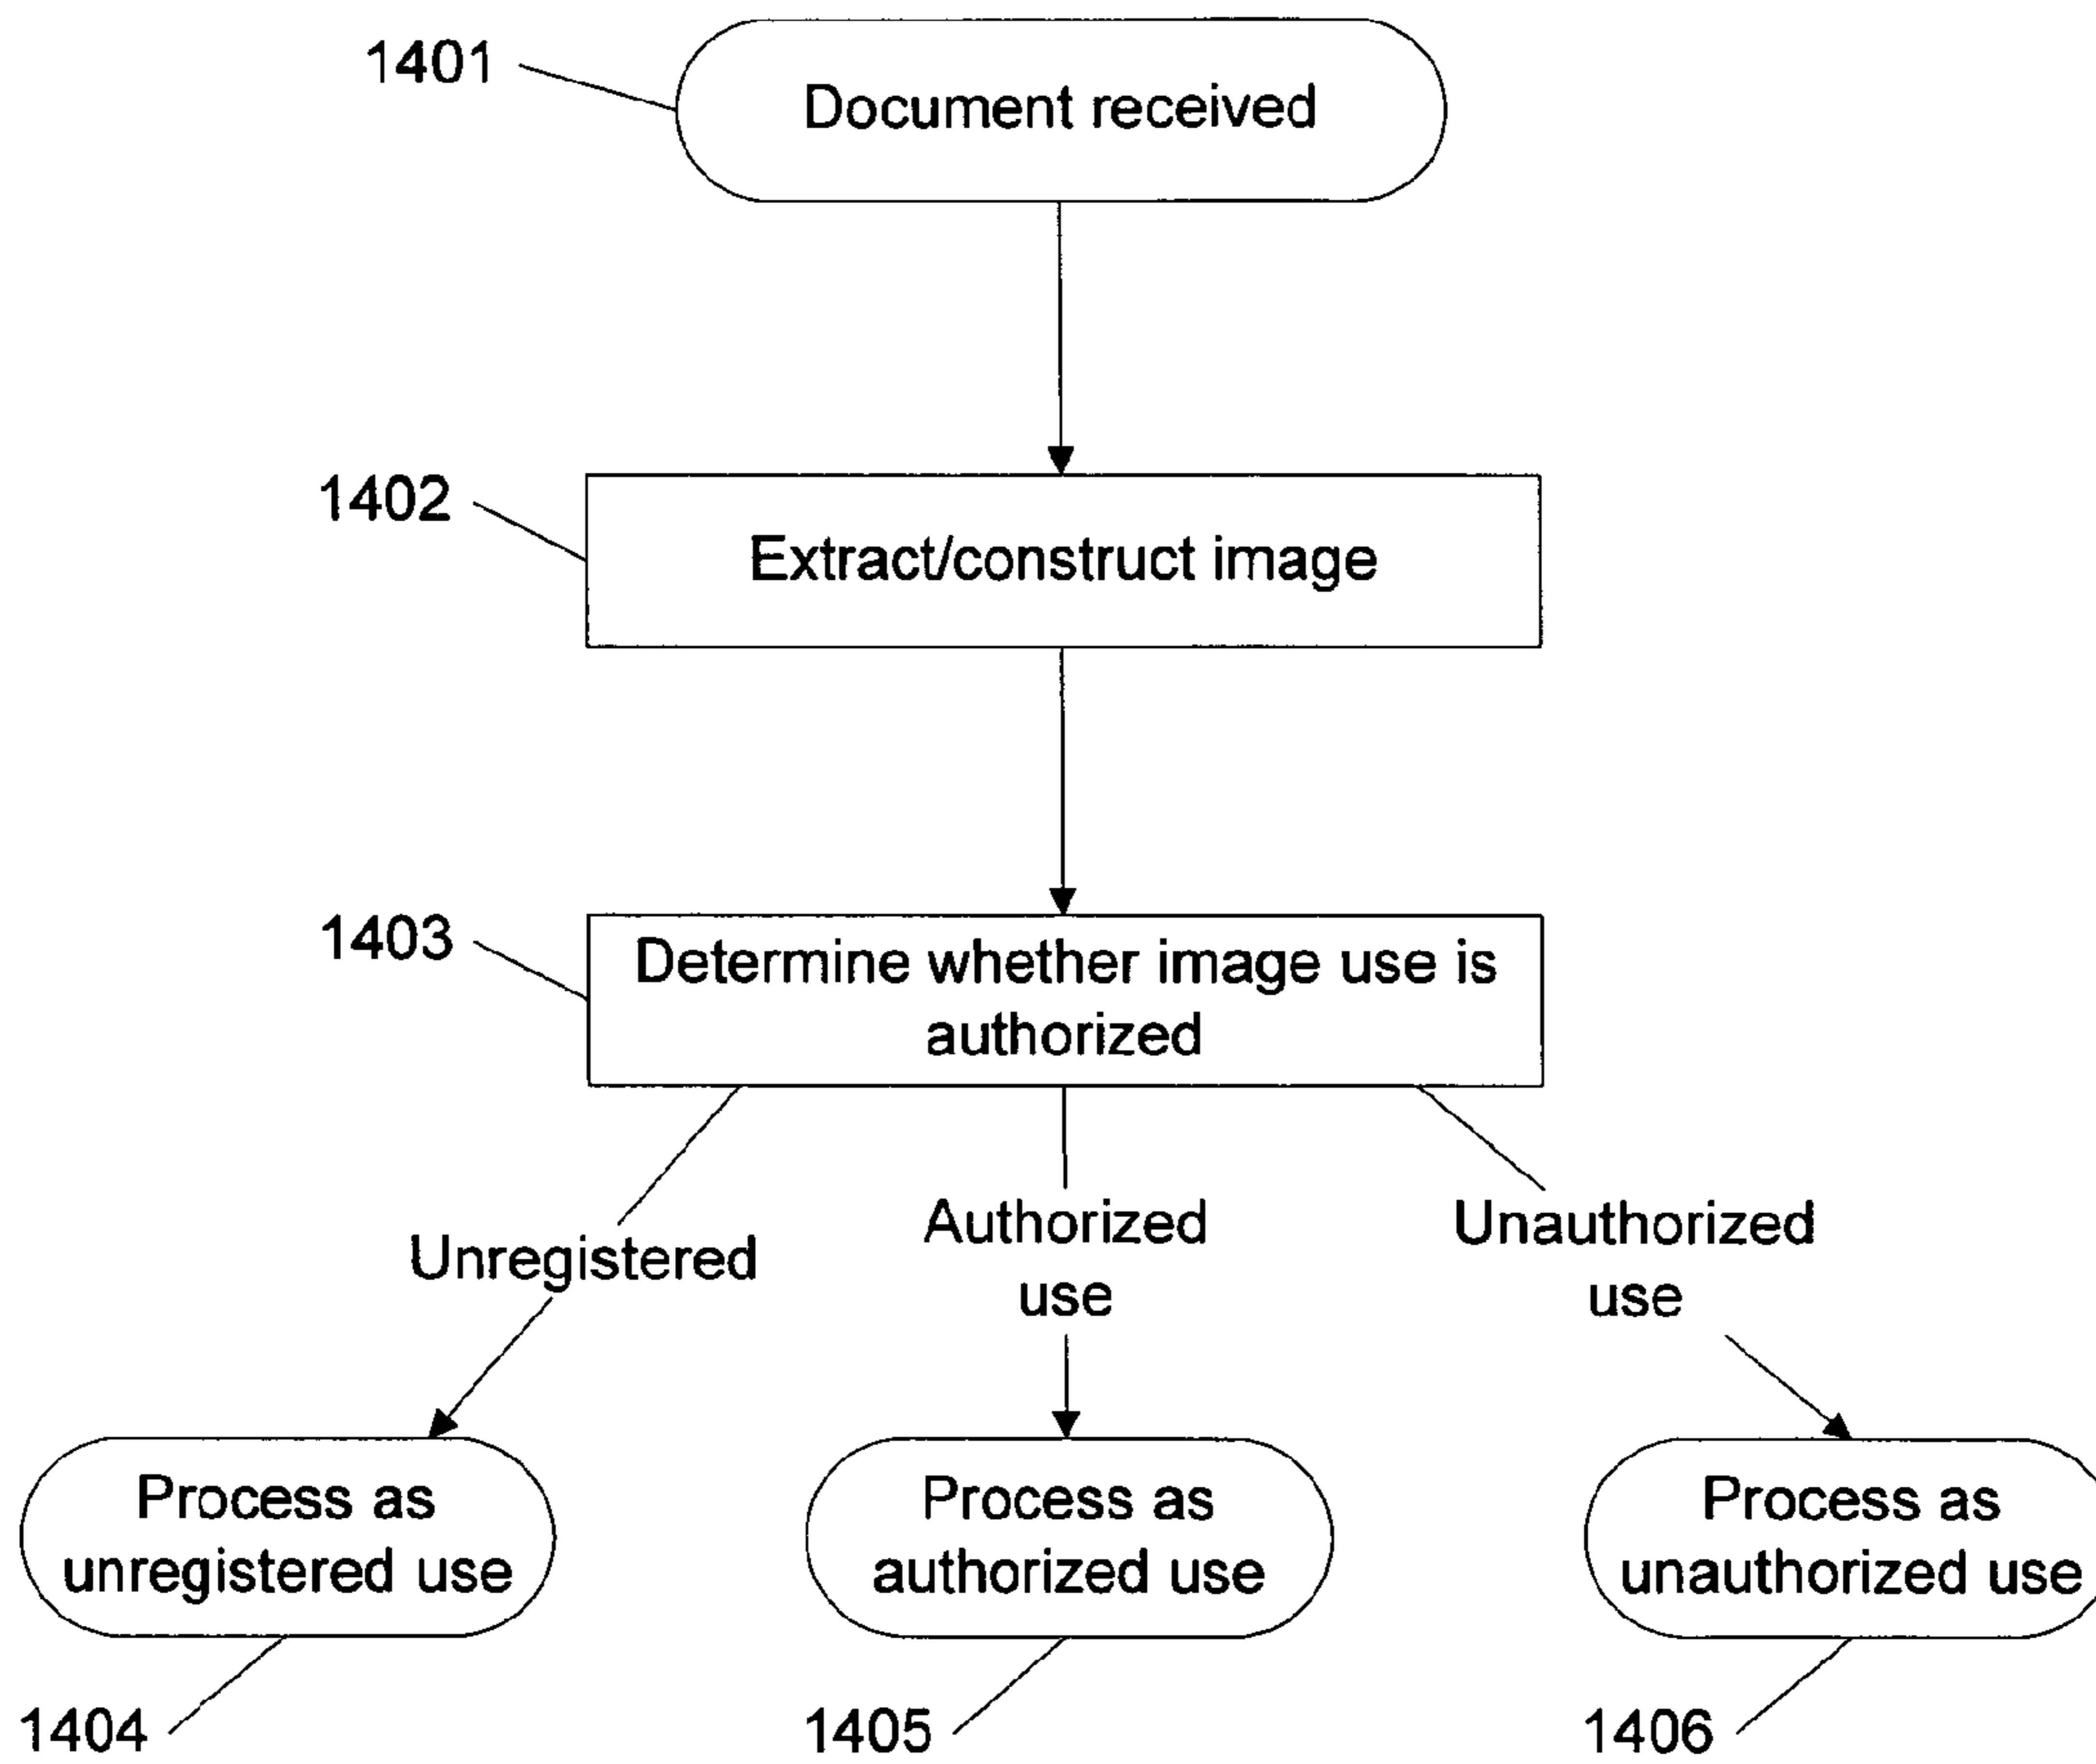 1401
Document received
1402
Extract/construct image
1403
Determine whether image use is
authorized
Unregistered
Authorized
use
Unauthorized
use
Process as
unregistered use
Process as
authorized use
Process as
unauthorized use
1404
1405
1406